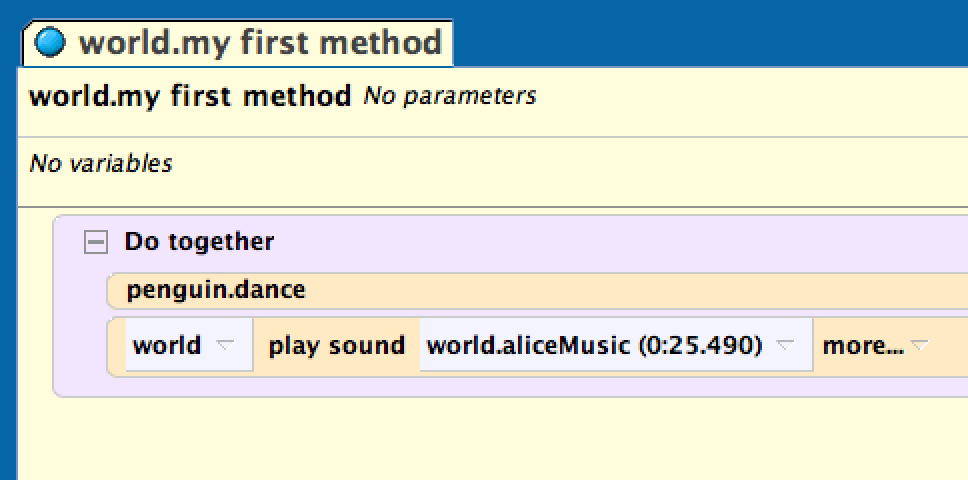 world.my first method
world.my first method No parameters
No variables
Do together
penguin.dance
world play sound world.aliceMusic (0:25.490) more...